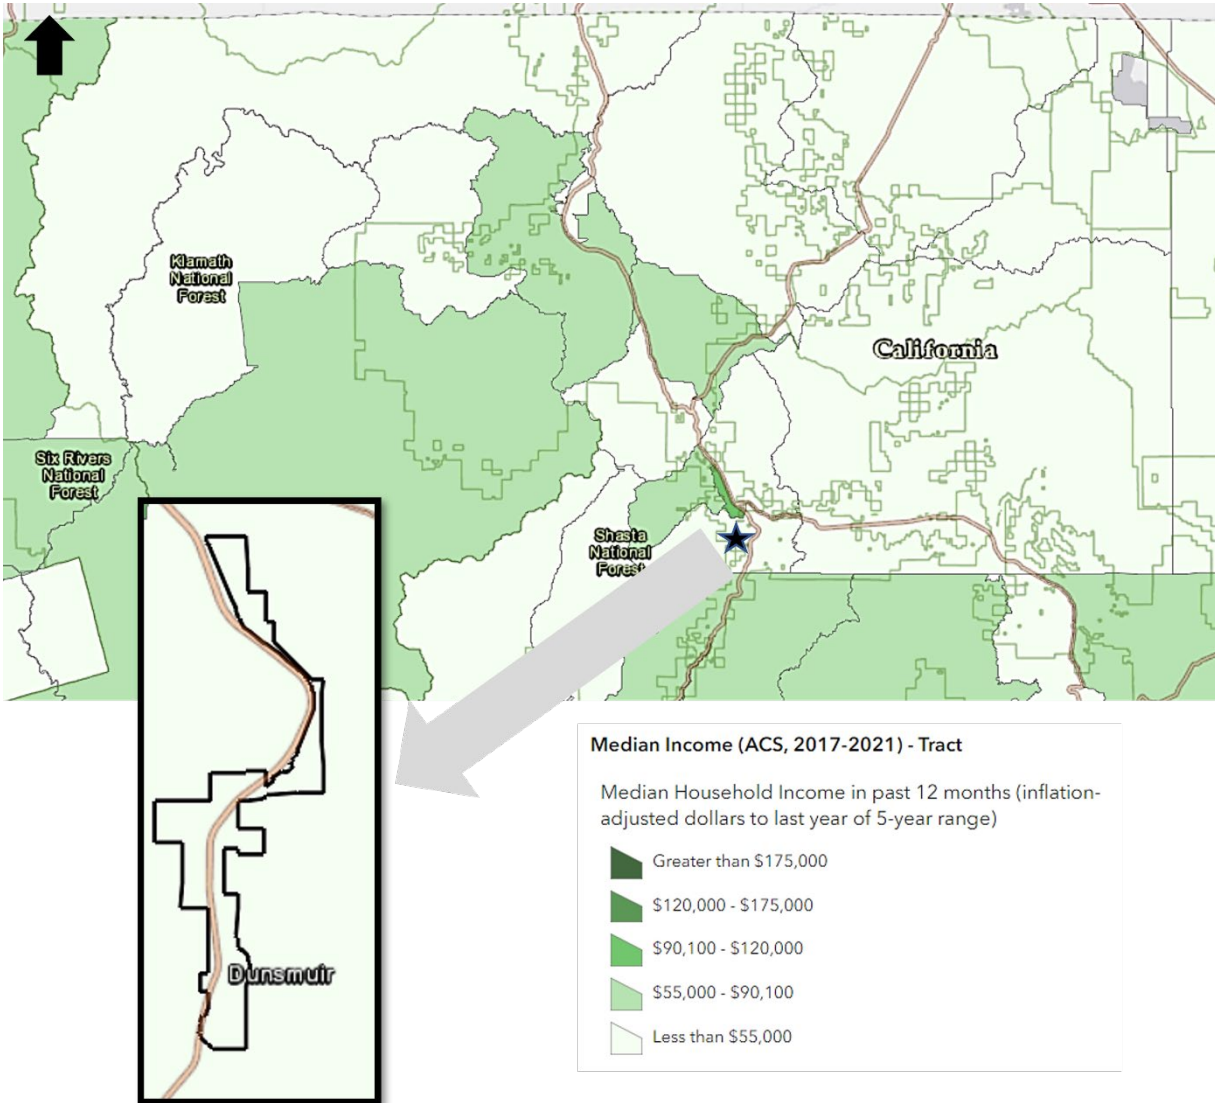 Klamath
National
Forest
California
Six Rivers
National
Forest
Shasta
National
Forest
Dunsmuir
Median Income (ACS, 2017-2021) - Tract
Median Household Income in past 12 months (inflation-
adjusted dollars to last year of 5-year range)
Greater than $175,000
$120,000 - $175,000
$90,100 - $120,000
$55,000 - $90,100
Less than $55,000